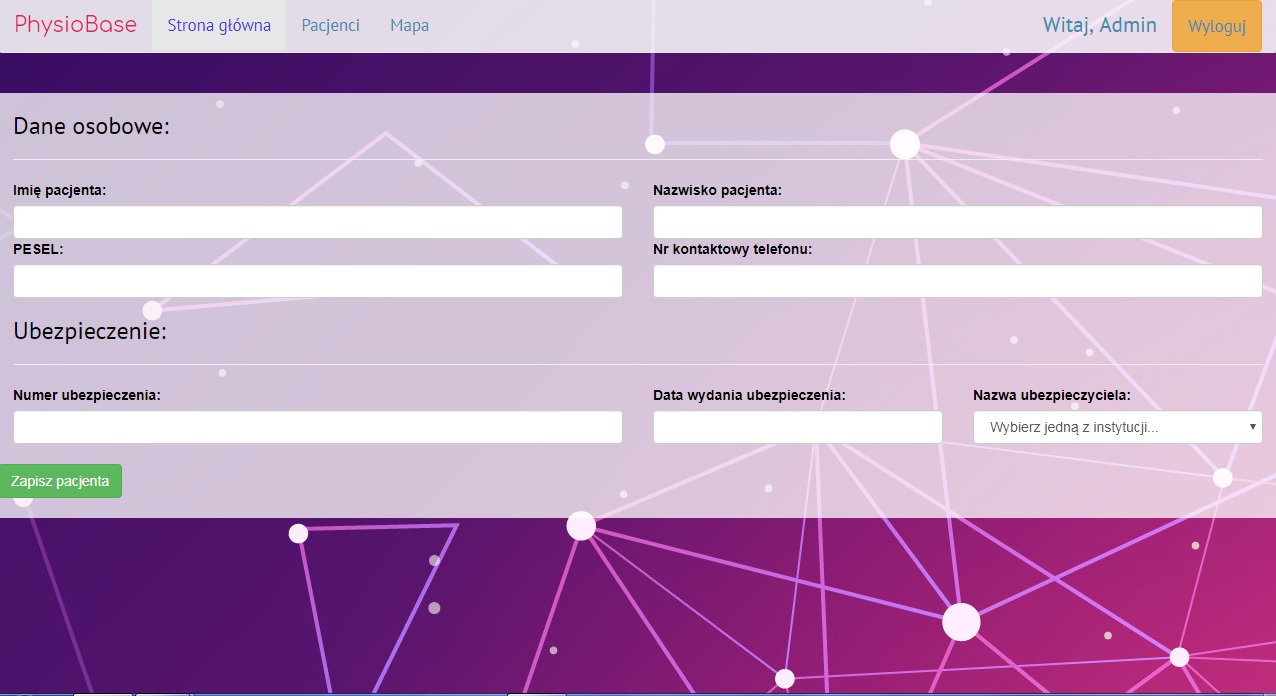 PhysioBase Strona główna Pacjenci Mapa Witaj, Admin Wyloguj
Dane osobowe:
Imię pacjenta: Nazwisko pacjenta:
PESEL: Nr kontaktowy telefonu:
Ubezpieczenie:
Numer ubezpieczenia: Data wydania ubezpieczenia: Nazwa ubezpieczyciela:
Wybierz jedną z instytucji...
Zapisz pacjenta